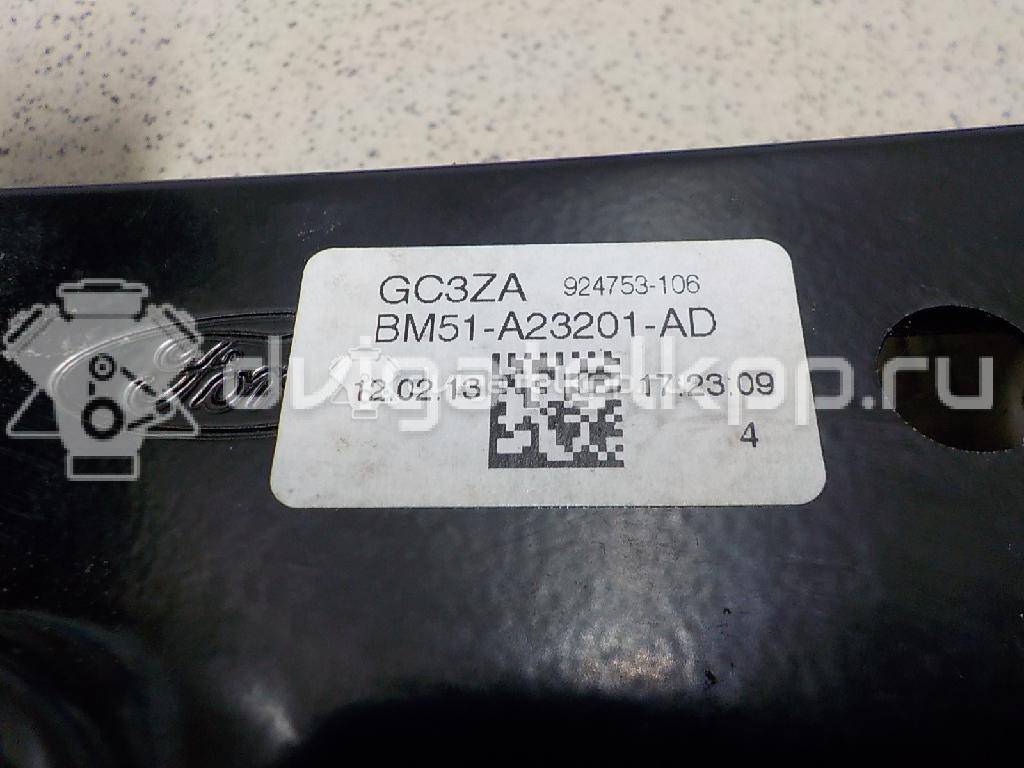 GC3ZA 924753-106
BM51-A23201-AD
12.02.13 17:23:09
4
dvigatelkpp.ru